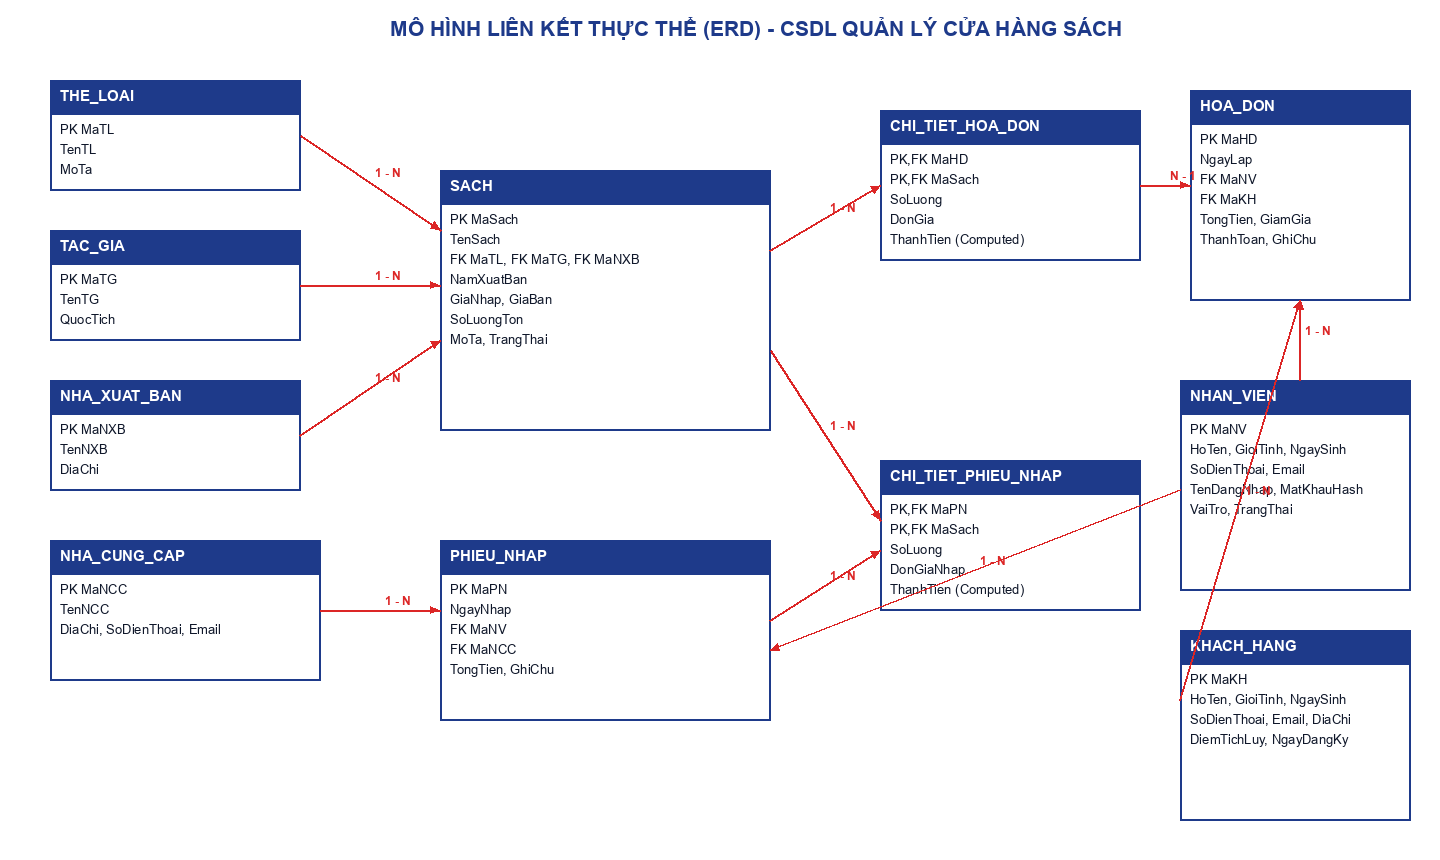 MÔ HÌNH LIÊN KẾT THỰC THỂ (ERD) - CSDL QUẢN LÝ CỬA HÀNG SÁCH
THE_LOAI
PK MaTL
TenTL
MoTa
1 - N
TAC_GIA
PK MaTG
TenTG
QuocTich
1 - N
NHA_XUAT_BAN
PK MaNXB
TenNXB
DiaChi
1 - N
NHA_CUNG_CAP
PK MaNCC
TenNCC
DiaChi, SoDienThoai, Email
1 - N
SACH
PK MaSach
TenSach
FK MaTL, FK MaTG, FK MaNXB
NamXuatBan
GiaNhap, GiaBan
SoLuongTon
MoTa, TrangThai
1 - N
1 - N
PHIEU_NHAP
PK MaPN
NgayNhap
FK MaNV
FK MaNCC
TongTien, GhiChu
1 - N
CHI_TIET_HOA_DON
PK,FK MaHD
PK,FK MaSach
SoLuong
DonGia
ThanhTien (Computed)
CHI_TIET_PHIEU_NHAP
PK,FK MaPN
PK,FK MaSach
SoLuong
DonGiaNhap
ThanhTien (Computed)
1 - N
HOA_DON
PK MaHD
NgayLap
FK MaNV
FK MaKH
TongTien, GiamGia
ThanhToan, GhiChu
1 - N
NHAN_VIEN
PK MaNV
HoTen, GioiTinh, NgaySinh
SoDienThoai, Email
TenDangNhap, MatKhauHash
VaiTro, TrangThai
KHACH_HANG
PK MaKH
HoTen, GioiTinh, NgaySinh
SoDienThoai, Email, DiaChi
DiemTichLuy, NgayDangKy